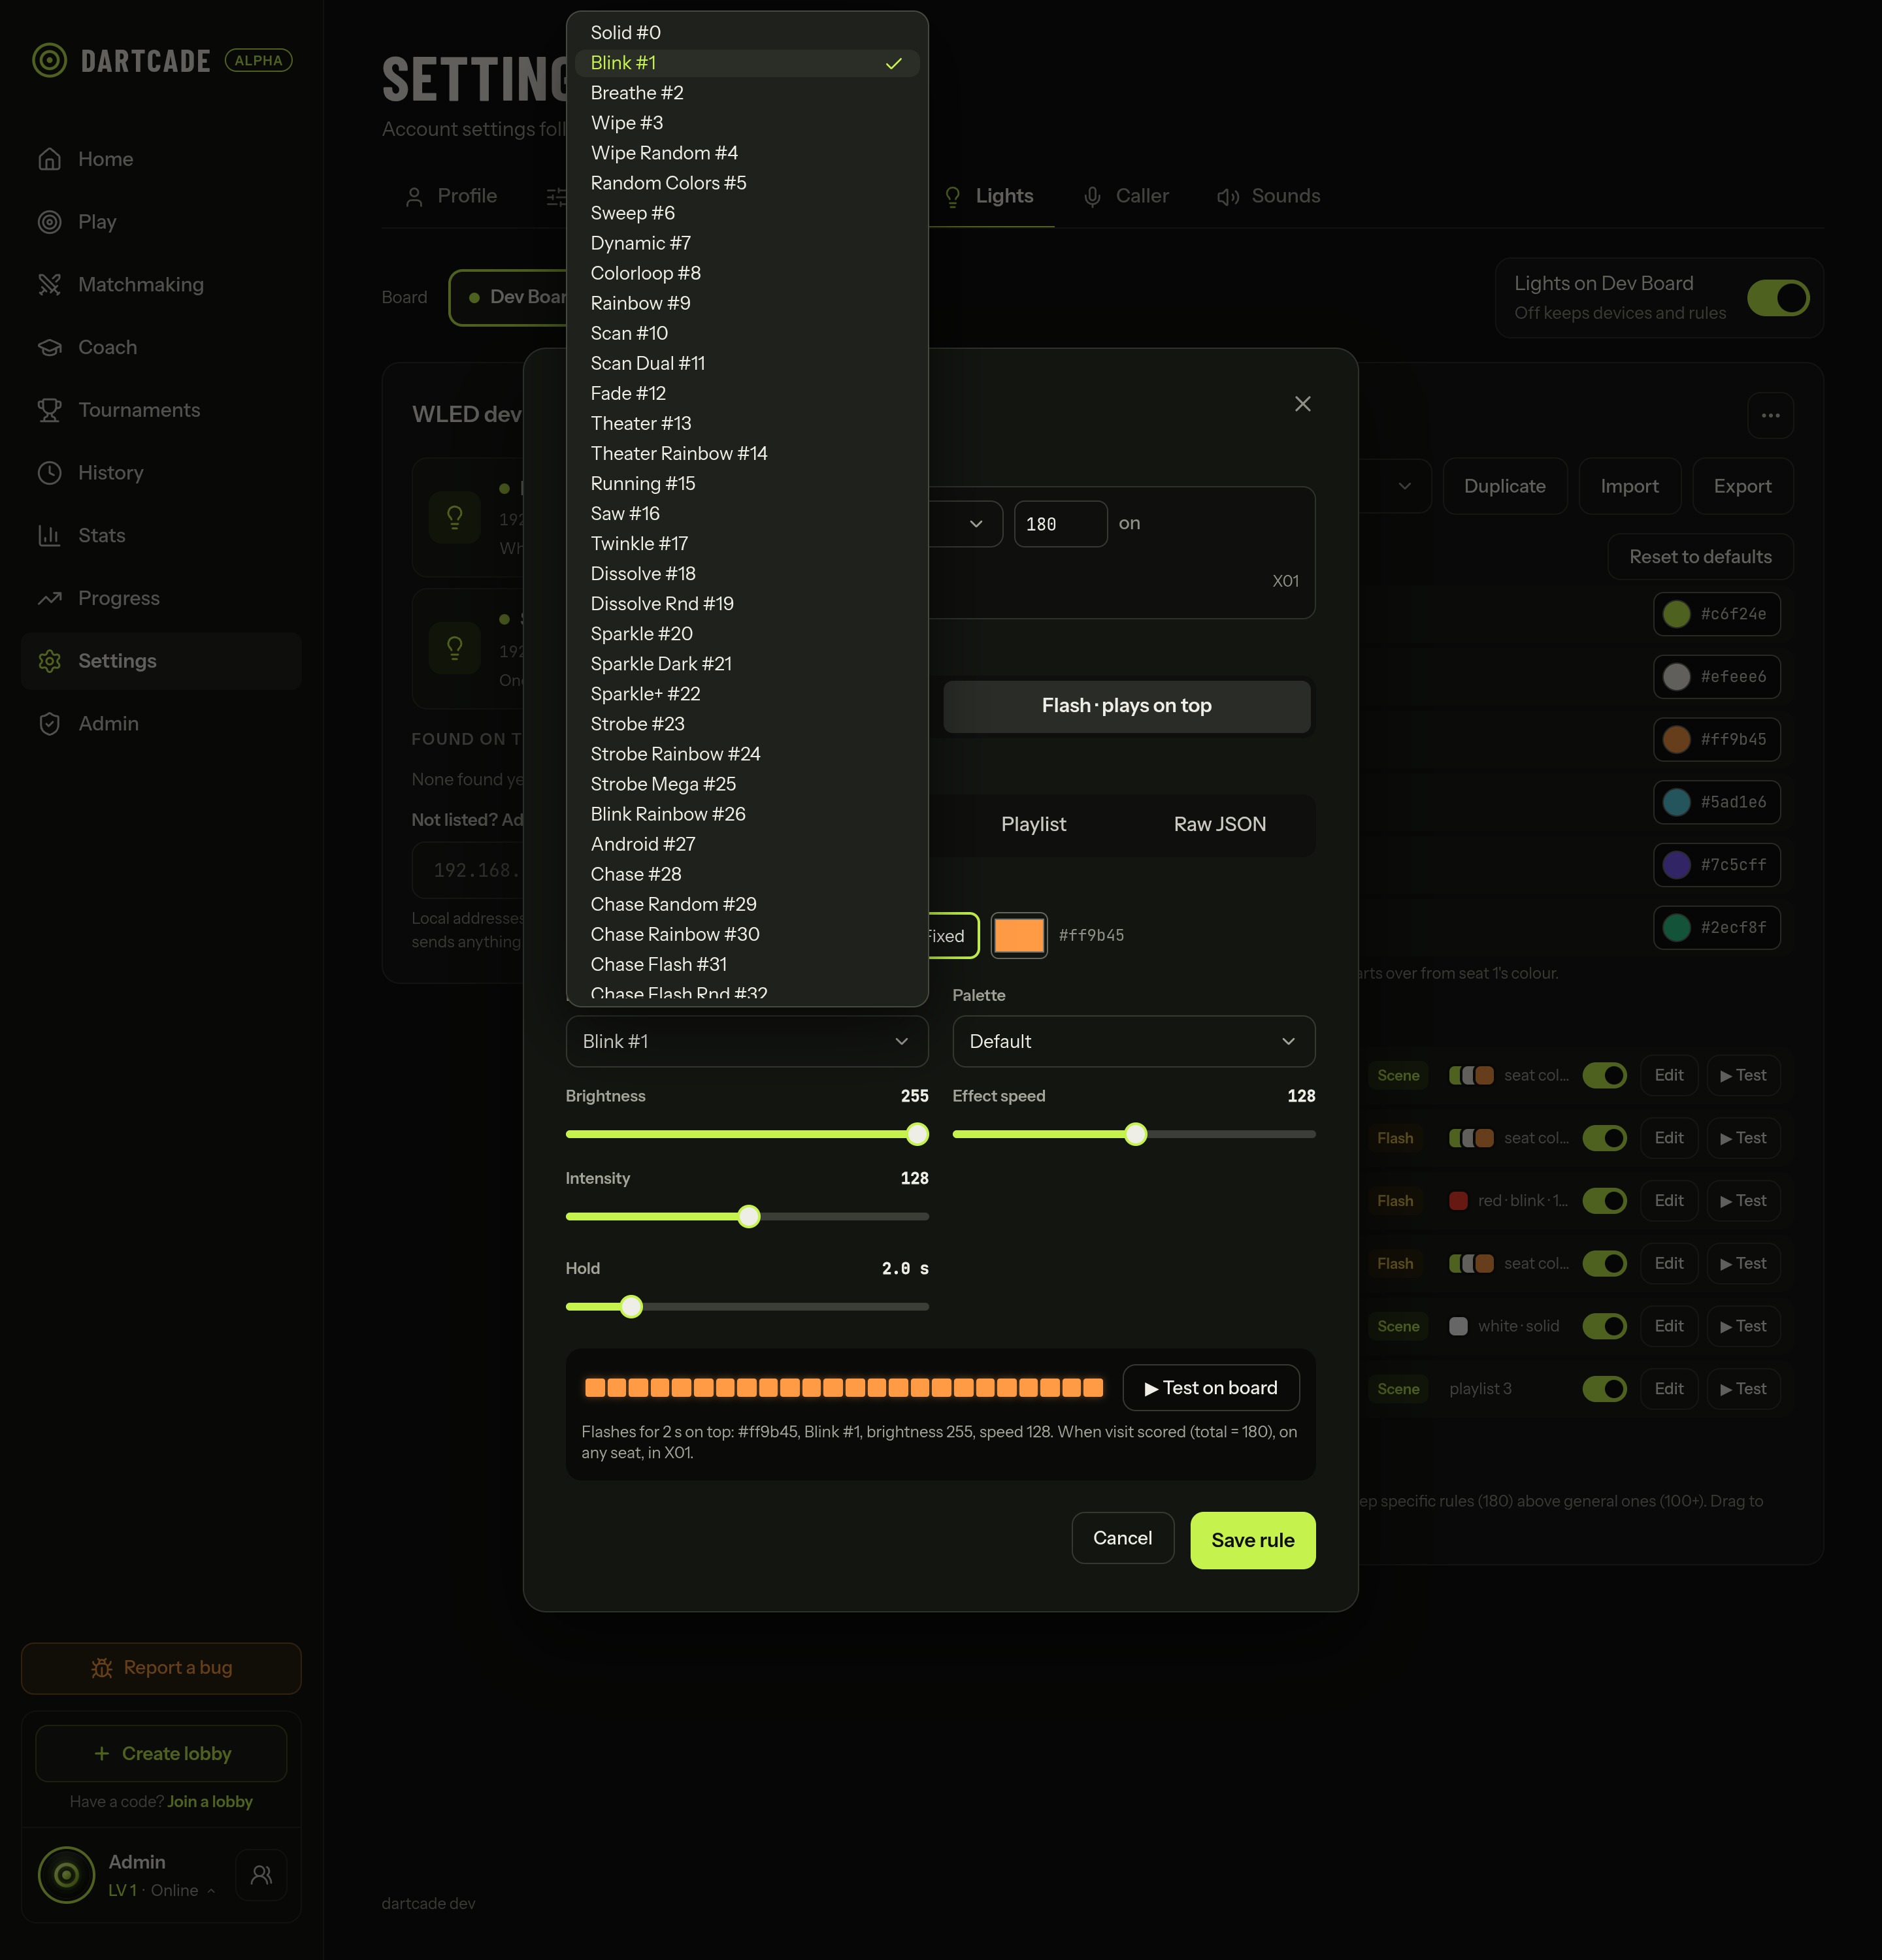 DARTCADE ALPHA
Home
Play
Matchmaking
Coach
Tournaments
History
Stats
Progress
Settings
Admin
Report a bug
+ Create lobby
Have a code? Join a lobby
Admin
LV 1 · Online
Account settings
Profile
Lights
Caller
Sounds
Board
Dev
Lights on Dev Board
Off keeps devices and rules
WLED
Duplicate
Import
Export
Reset to defaults
#c6f24e
#efeee6
#ff9b45
#5ad1e6
#7c5cff
#2ecf8f
FOUND ON
None found
Not listed?
192.168.
Local addresses
sends anything
over from seat 1's colour.
Solid #0
Blink #1
Breathe #2
Wipe #3
Wipe Random #4
Random Colors #5
Sweep #6
Dynamic #7
Colorloop #8
Rainbow #9
Scan #10
Scan Dual #11
Fade #12
Theater #13
Theater Rainbow #14
Running #15
Saw #16
Twinkle #17
Dissolve #18
Dissolve Rnd #19
Sparkle #20
Sparkle Dark #21
Sparkle+ #22
Strobe #23
Strobe Rainbow #24
Strobe Mega #25
Blink Rainbow #26
Android #27
Chase #28
Chase Random #29
Chase Rainbow #30
Chase Flash #31
Chase Flash Rnd #32
180 on
X01
Flash · plays on top
Playlist
Raw JSON
Fixed
#ff9b45
Palette
Blink #1
Default
Brightness 255
Effect speed 128
Intensity 128
Hold 2.0 s
▶ Test on board
Flashes for 2 s on top: #ff9b45, Blink #1, brightness 255, speed 128. When visit scored (total = 180), on
any seat, in X01.
Cancel
Save rule
Scene seat col... Edit ▶ Test
Flash seat col... Edit ▶ Test
Flash red · blink · 1... Edit ▶ Test
Flash seat col... Edit ▶ Test
Scene white · solid Edit ▶ Test
Scene playlist 3 Edit ▶ Test
specific rules (180) above general ones (100+). Drag to
dartcade dev